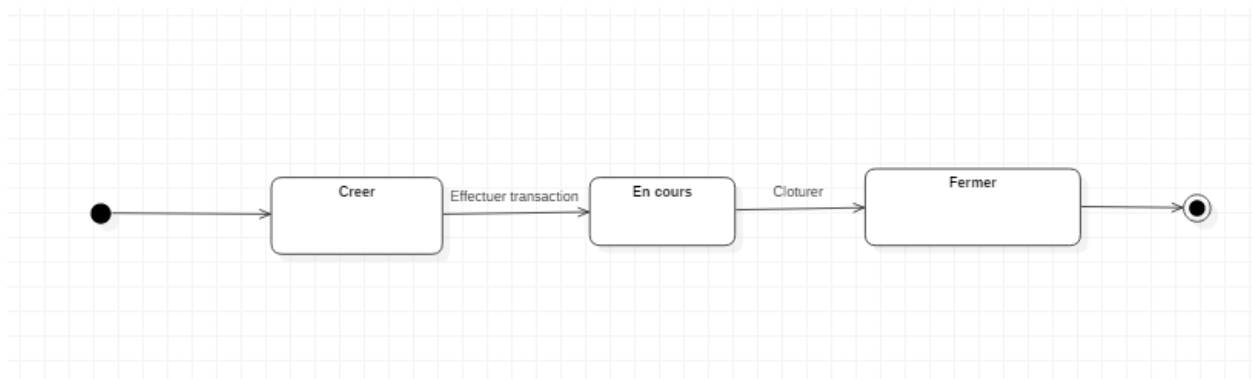 Creer
Effectuer transaction
En cours
Cloturer
Fermer